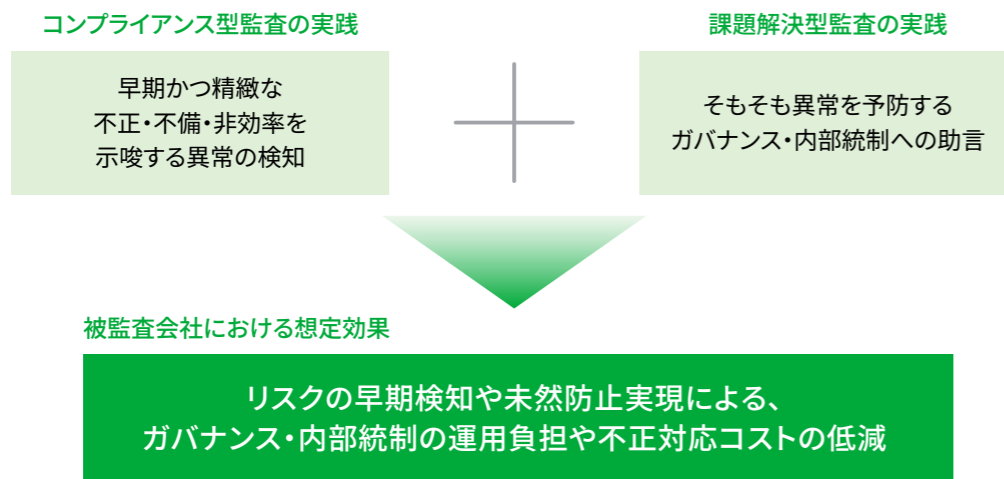 コンプライアンス型監査の実践
早期かつ精緻な
不正・不備・非効率を
示唆する異常の検知
課題解決型監査の実践
そもそも異常を予防する
ガバナンス・内部統制への助言
被監査会社における想定効果
リスクの早期検知や未然防止実現による、
ガバナンス・内部統制の運用負担や不正対応コストの低減